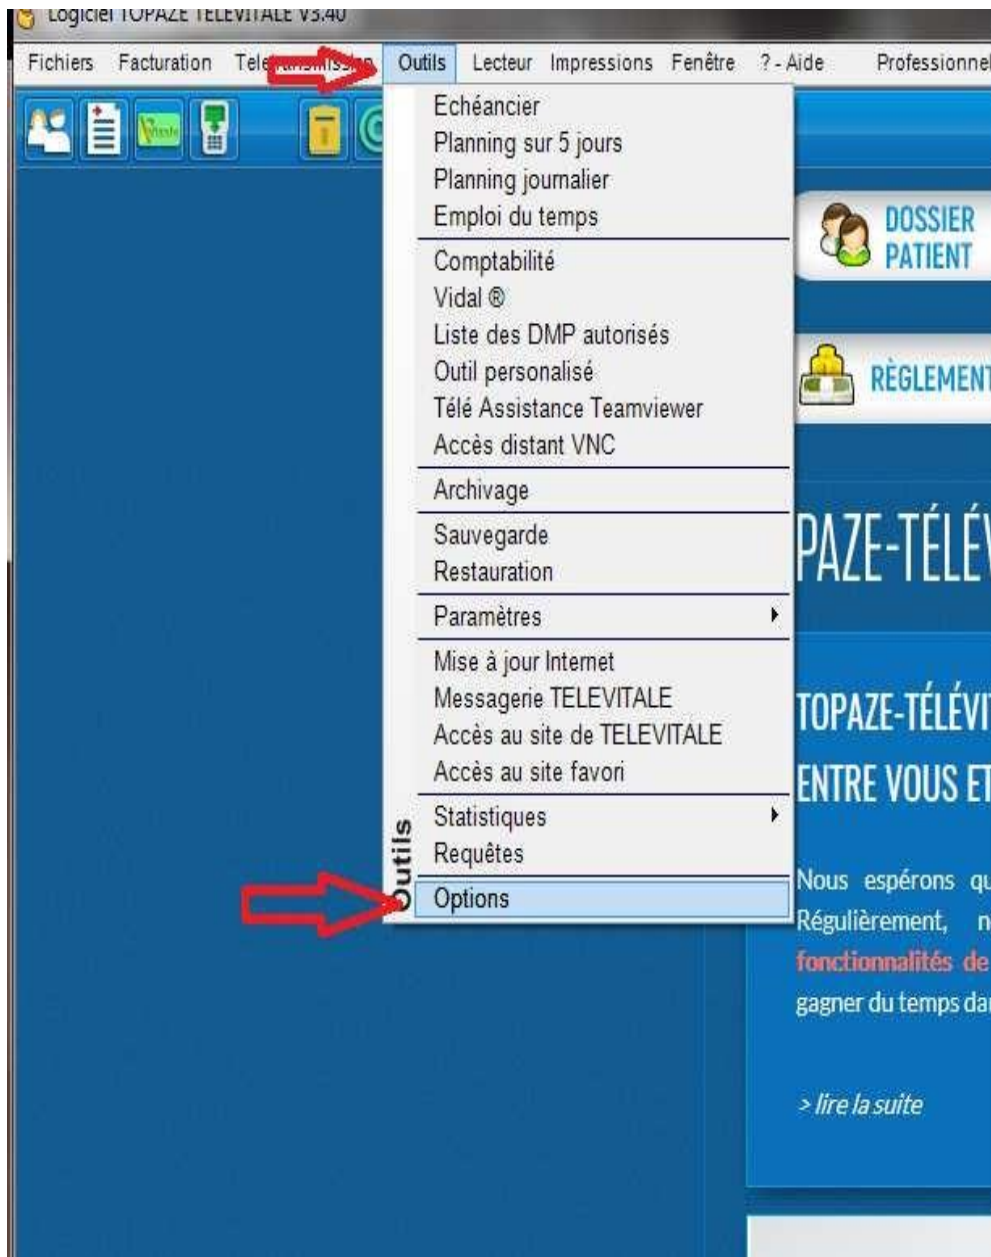 Logiciel TOPAZE TELEVITALE V3.40
Fichiers Facturation Télétransmission Outils Lecteur Impressions Fenêtre ? - Aide Professionnel
Echéancier
Planning sur 5 jours
Planning journalier
Emploi du temps
Comptabilité
Vidal ®
Liste des DMP autorisés
Outil personalisé
Télé Assistance Teamviewer
Accès distant VNC
Archivage
Sauvegarde
Restauration
Paramètres
Mise à jour Internet
Messagerie TELEVITALE
Accès au site de TELEVITALE
Accès au site favori
Statistiques
Requêtes
Options
Outils
DOSSIER
PATIENT
RÈGLEMENT
PAZE-TÉLÉV
TOPAZE-TÉLÉVI
ENTRE VOUS ET
Nous espérons qu
Régulièrement, n
fonctionnalités de
gagner du temps da
> lire la suite